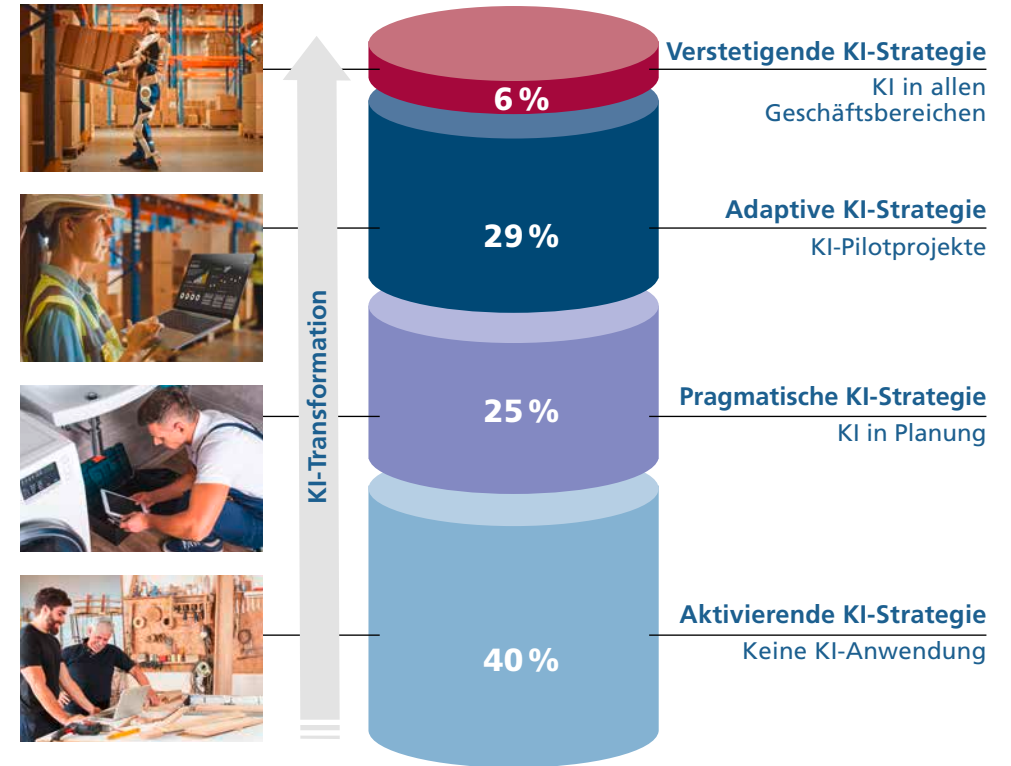 Verstetigende KI-Strategie
KI in allen
Geschäftsbereichen
6 %
Adaptive KI-Strategie
KI-Pilotprojekte
29 %
KI-Transformation
Pragmatische KI-Strategie
KI in Planung
25 %
Aktivierende KI-Strategie
Keine KI-Anwendung
40 %